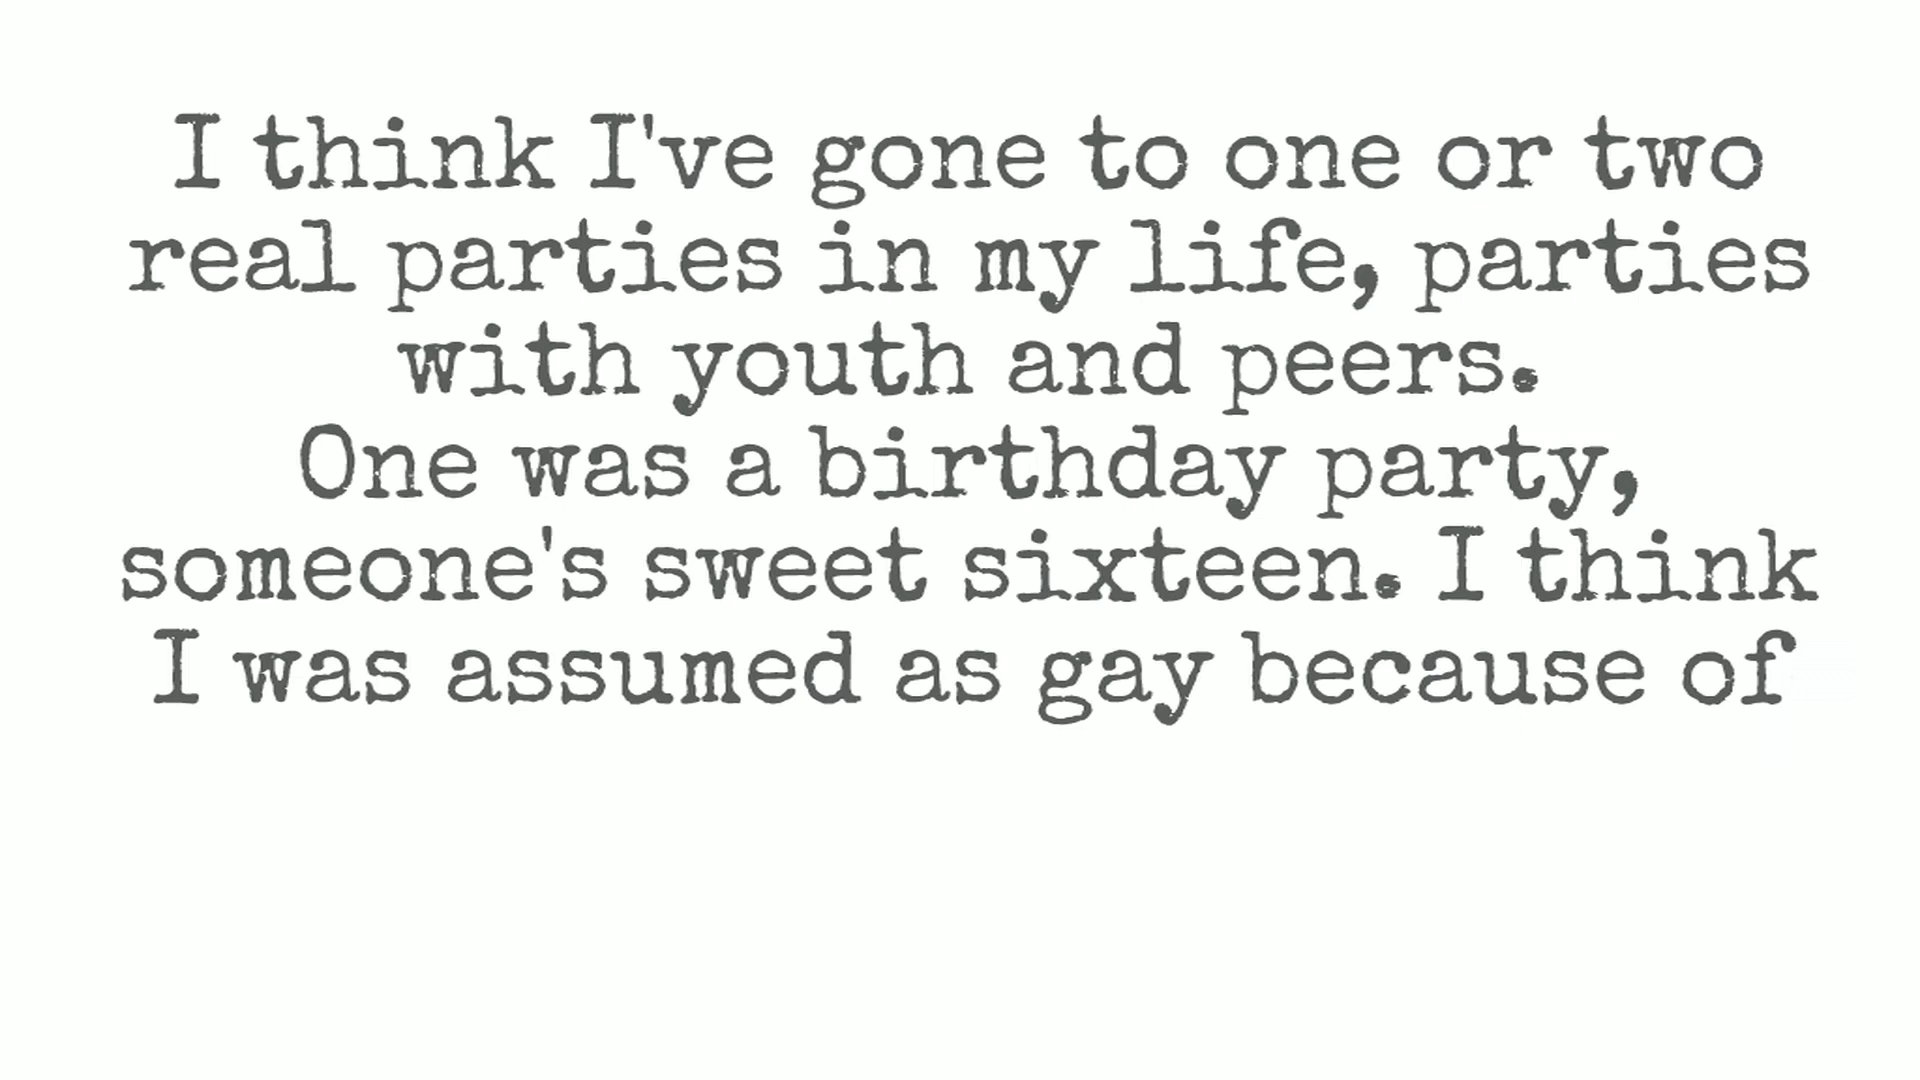 I think I've gone to one or two
real parties in my life, parties
with youth and peers.
One was a birthday party,
someone's sweet sixteen. I think
I was assumed as gay because of